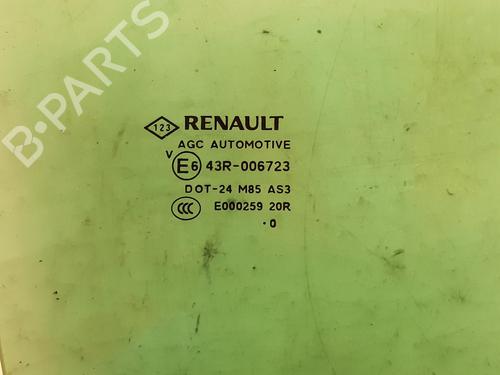 B-PARTS
123 RENAULT
AGC AUTOMOTIVE
V E6 43R-006723
DOT-24 M85 AS3
CCC E000259 20R
·0